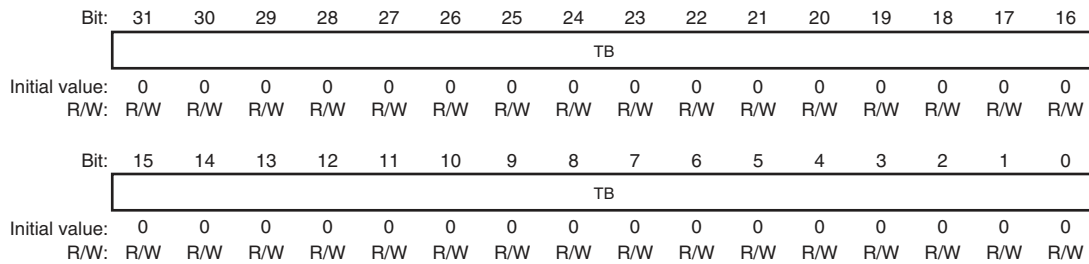 Bit: 31 30 29 28 27 26 25 24 23 22 21 20 19 18 17 16
TB
Initial value: 0 0 0 0 0 0 0 0 0 0 0 0 0 0 0 0
R/W: R/W R/W R/W R/W R/W R/W R/W R/W R/W R/W R/W R/W R/W R/W R/W R/W
Bit: 15 14 13 12 11 10 9 8 7 6 5 4 3 2 1 0
TB
Initial value: 0 0 0 0 0 0 0 0 0 0 0 0 0 0 0 0
R/W: R/W R/W R/W R/W R/W R/W R/W R/W R/W R/W R/W R/W R/W R/W R/W R/W